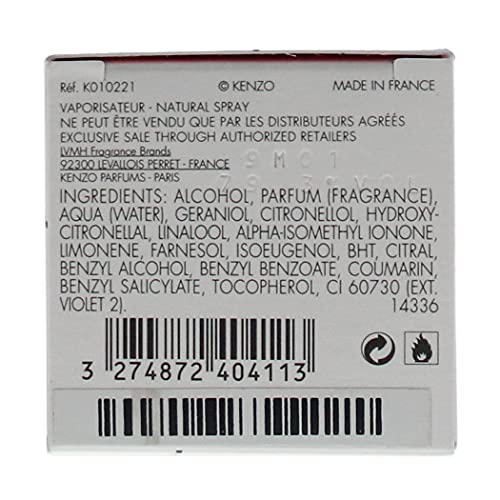 Réf. K010221 © KENZO MADE IN FRANCE
VAPORISATEUR - NATURAL SPRAY
NE PEUT ÊTRE VENDU QUE PAR LES DISTRIBUTEURS AGRÉÉS
EXCLUSIVE SALE THROUGH AUTHORIZED RETAILERS
LVMH Fragrance Brands
92300 LEVALLOIS PERRET - FRANCE
KENZO PARFUMS - PARIS
9M01
INGREDIENTS: ALCOHOL, PARFUM (FRAGRANCE),
AQUA (WATER), GERANIOL, CITRONELLOL, HYDROXY-
CITRONELLAL, LINALOOL, ALPHA-ISOMETHYL IONONE,
LIMONENE, FARNESOL, ISOEUGENOL, BHT, CITRAL,
BENZYL ALCOHOL, BENZYL BENZOATE, COUMARIN,
BENZYL SALICYLATE, TOCOPHEROL, CI 60730 (EXT.
VIOLET 2). 14336
3 274872 404113